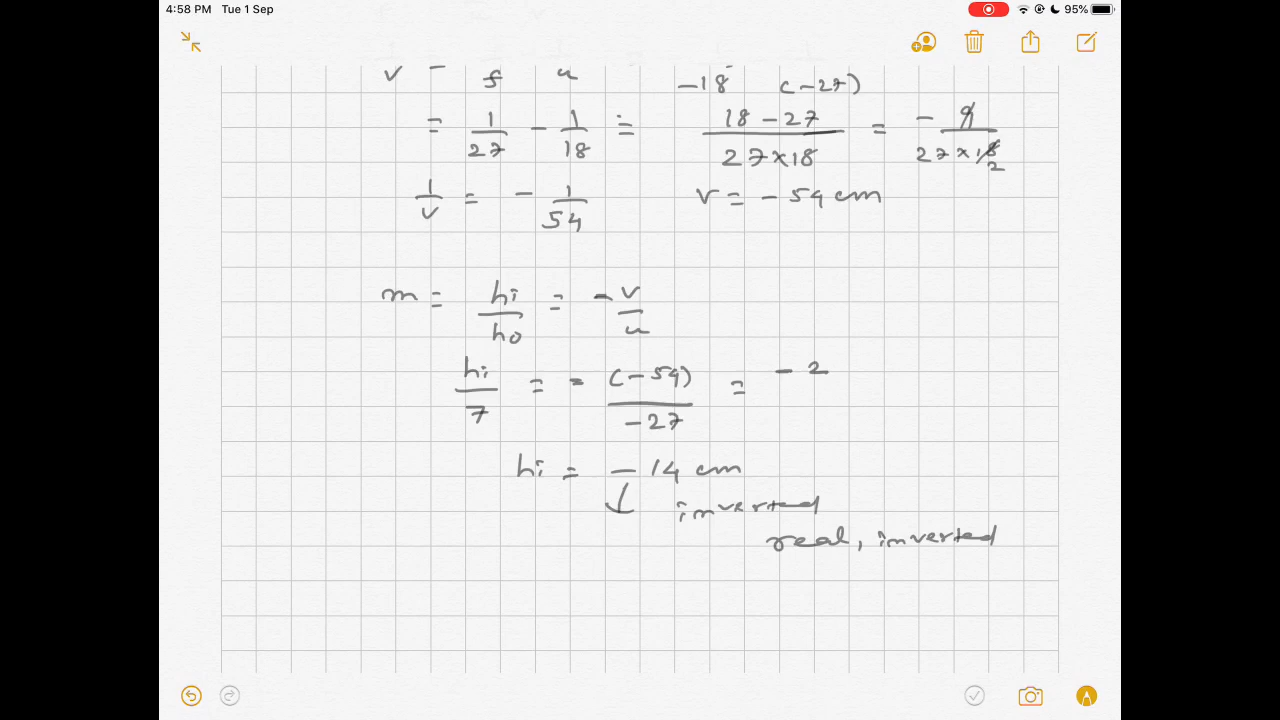 4:58 PM Tue 1 Sep 95%
v = f u -18 (-27)
= 1/27 - 1/18 = 18 - 27 / 27 × 18 = - 9 / 27 × 18 2
1/v = - 1/54 v = - 54 cm
m = hi/ho = - v/u
hi/7 = - (-54)/-27 = - 2
hi = - 14 cm
↓ inverted
real, inverted